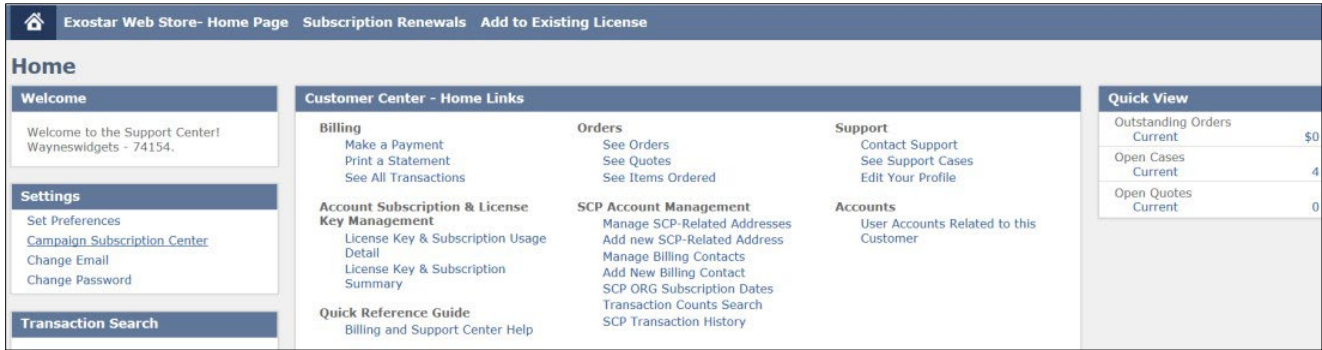 Exostar Web Store- Home Page Subscription Renewals Add to Existing License
Home
Welcome
Welcome to the Support Center!
Wayneswidgets - 74154.
Settings
Set Preferences
Campaign Subscription Center
Change Email
Change Password
Transaction Search
Customer Center - Home Links
Billing
Make a Payment
Print a Statement
See All Transactions
Account Subscription & License
Key Management
License Key & Subscription Usage
Detail
License Key & Subscription
Summary
Quick Reference Guide
Billing and Support Center Help
Orders
See Orders
See Quotes
See Items Ordered
SCP Account Management
Manage SCP-Related Addresses
Add new SCP-Related Address
Manage Billing Contacts
Add New Billing Contact
SCP ORG Subscription Dates
Transaction Counts Search
SCP Transaction History
Support
Contact Support
See Support Cases
Edit Your Profile
Accounts
User Accounts Related to this
Customer
Quick View
Outstanding Orders
Current $0
Open Cases
Current 4
Open Quotes
Current 0